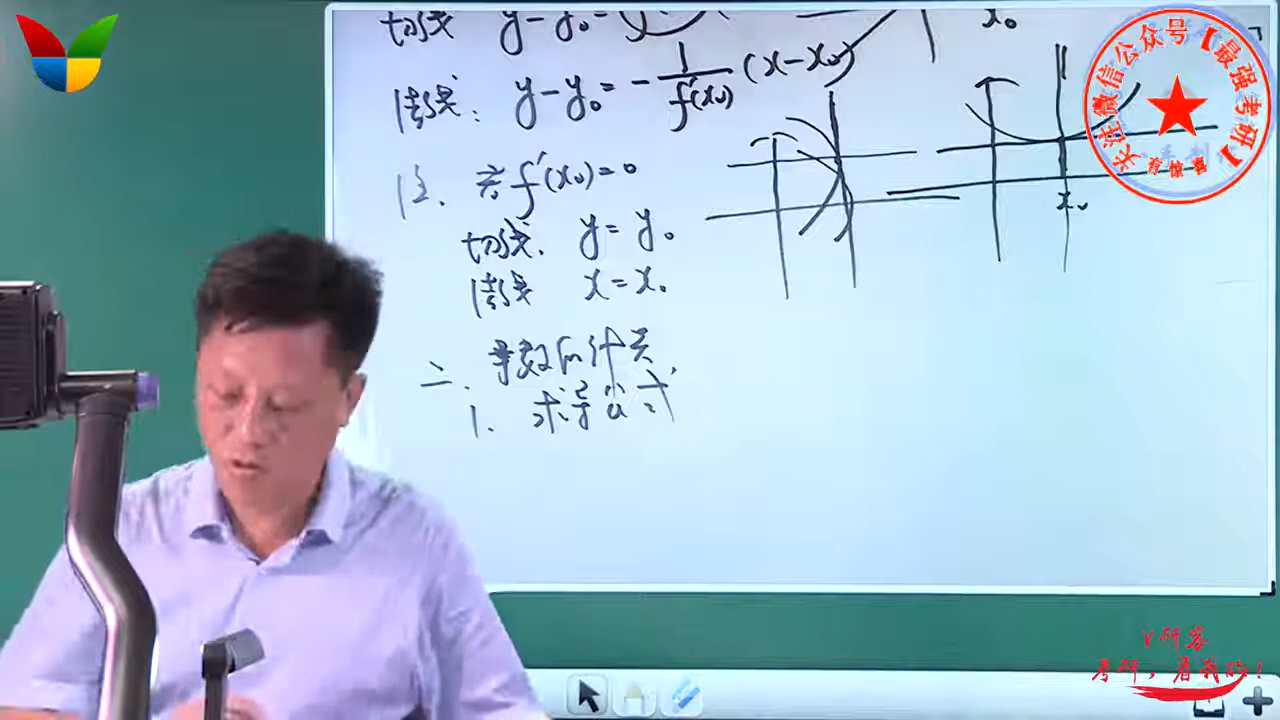 切线 y-y₀=
x₀
法线: y-y₀=-1/f'(x₀)(x-x₀)
注. 若f'(x₀)=0
切线. y=y₀
法线 x=x₀
x₀
二. 导数的计算
1. 求导公式
关注微信公众号【最强考研】
V研客
考研,看我的!